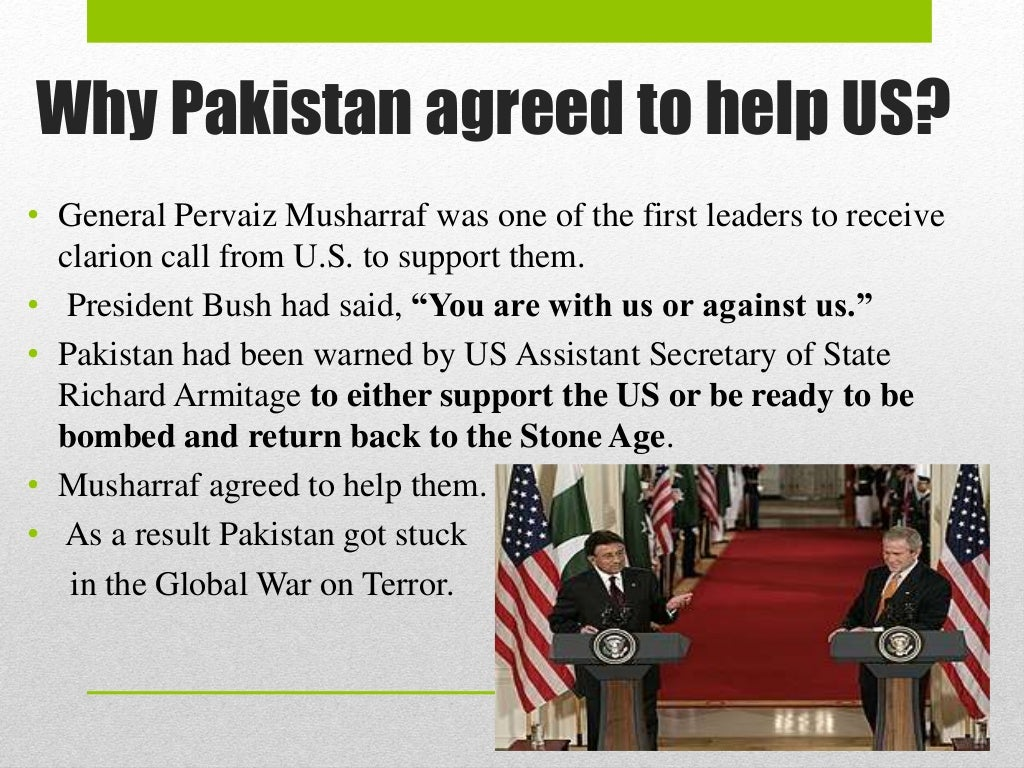 Why Pakistan agreed to help US?
• General Pervaiz Musharraf was one of the first leaders to receive
clarion call from U.S. to support them.
• President Bush had said, “You are with us or against us.”
• Pakistan had been warned by US Assistant Secretary of State
Richard Armitage to either support the US or be ready to be
bombed and return back to the Stone Age.
• Musharraf agreed to help them.
• As a result Pakistan got stuck
in the Global War on Terror.